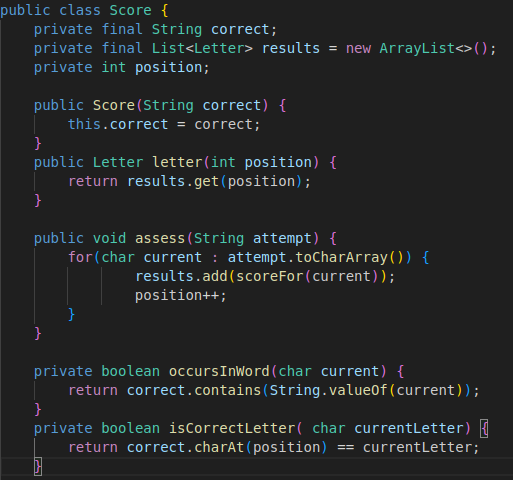 public class Score {
    private final String correct;
    private final List<Letter> results = new ArrayList<>();
    private int position;

    public Score(String correct) {
        this.correct = correct;
    }
    public Letter letter(int position) {
        return results.get(position);
    }

    public void assess(String attempt) {
        for(char current : attempt.toCharArray()) {
                results.add(scoreFor(current));
                position++;
        }
    }

    private boolean occursInWord(char current) {
        return correct.contains(String.valueOf(current));
    }
    private boolean isCorrectLetter( char currentLetter) {
        return correct.charAt(position) == currentLetter;
    }